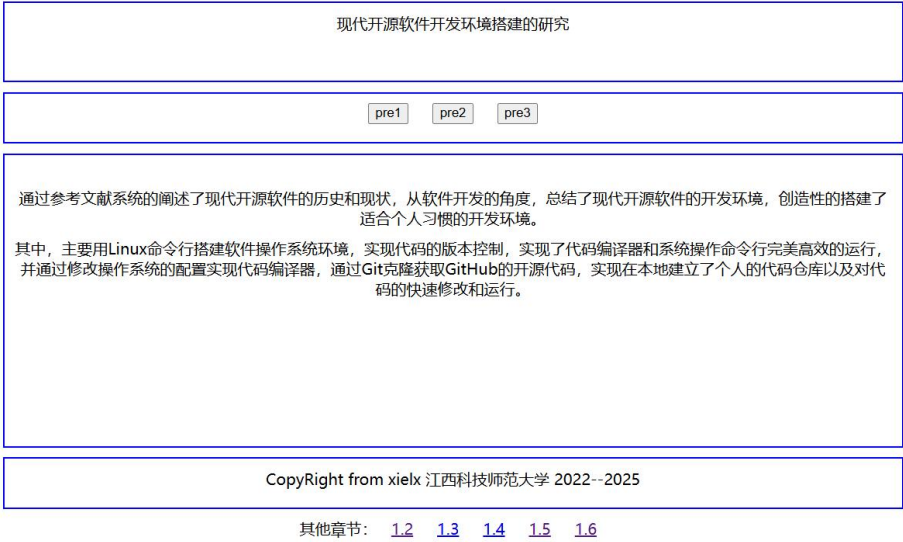 现代开源软件开发环境搭建的研究
pre1 pre2 pre3
通过参考文献系统的阐述了现代开源软件的历史和现状，从软件开发的角度，总结了现代开源软件的开发环境，创造性的搭建了
适合个人习惯的开发环境。
其中，主要用Linux命令行搭建软件操作系统环境，实现代码的版本控制，实现了代码编译器和系统操作命令行完美高效的运行，
并通过修改操作系统的配置实现代码编译器，通过Git克隆获取GitHub的开源代码，实现在本地建立了个人的代码仓库以及对代
码的快速修改和运行。
CopyRight from xielx 江西科技师范大学 2022--2025
其他章节： 1.2 1.3 1.4 1.5 1.6